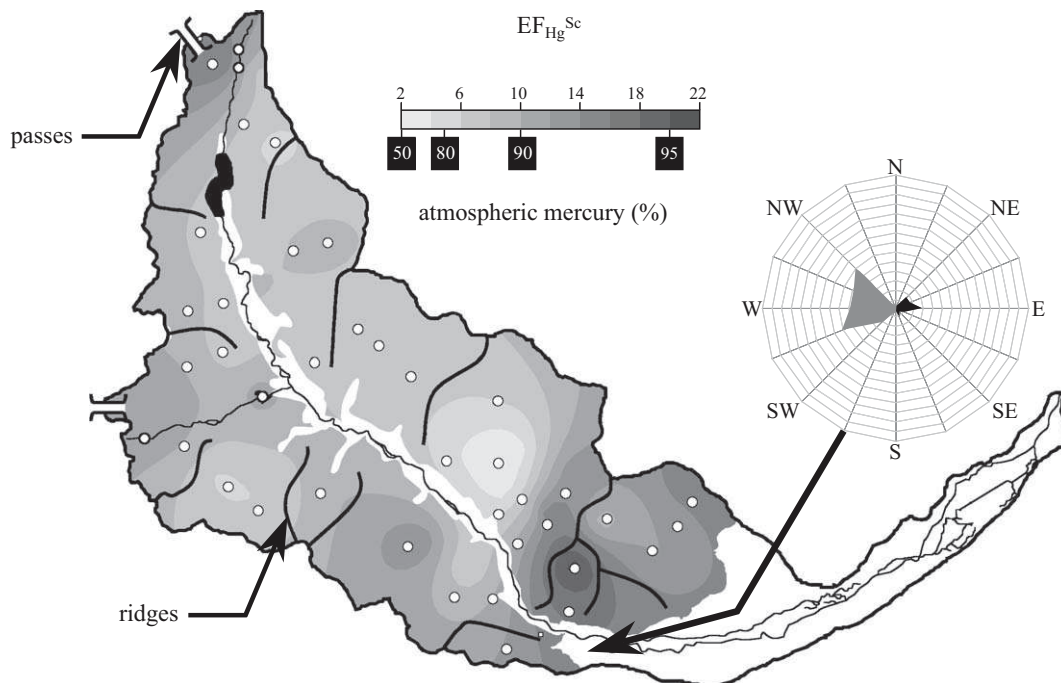 EF_Hg^Sc
2 6 10 14 18 22
50 80 90 95
atmospheric mercury (%)
passes
N
NW NE
W E
SW SE
S
ridges